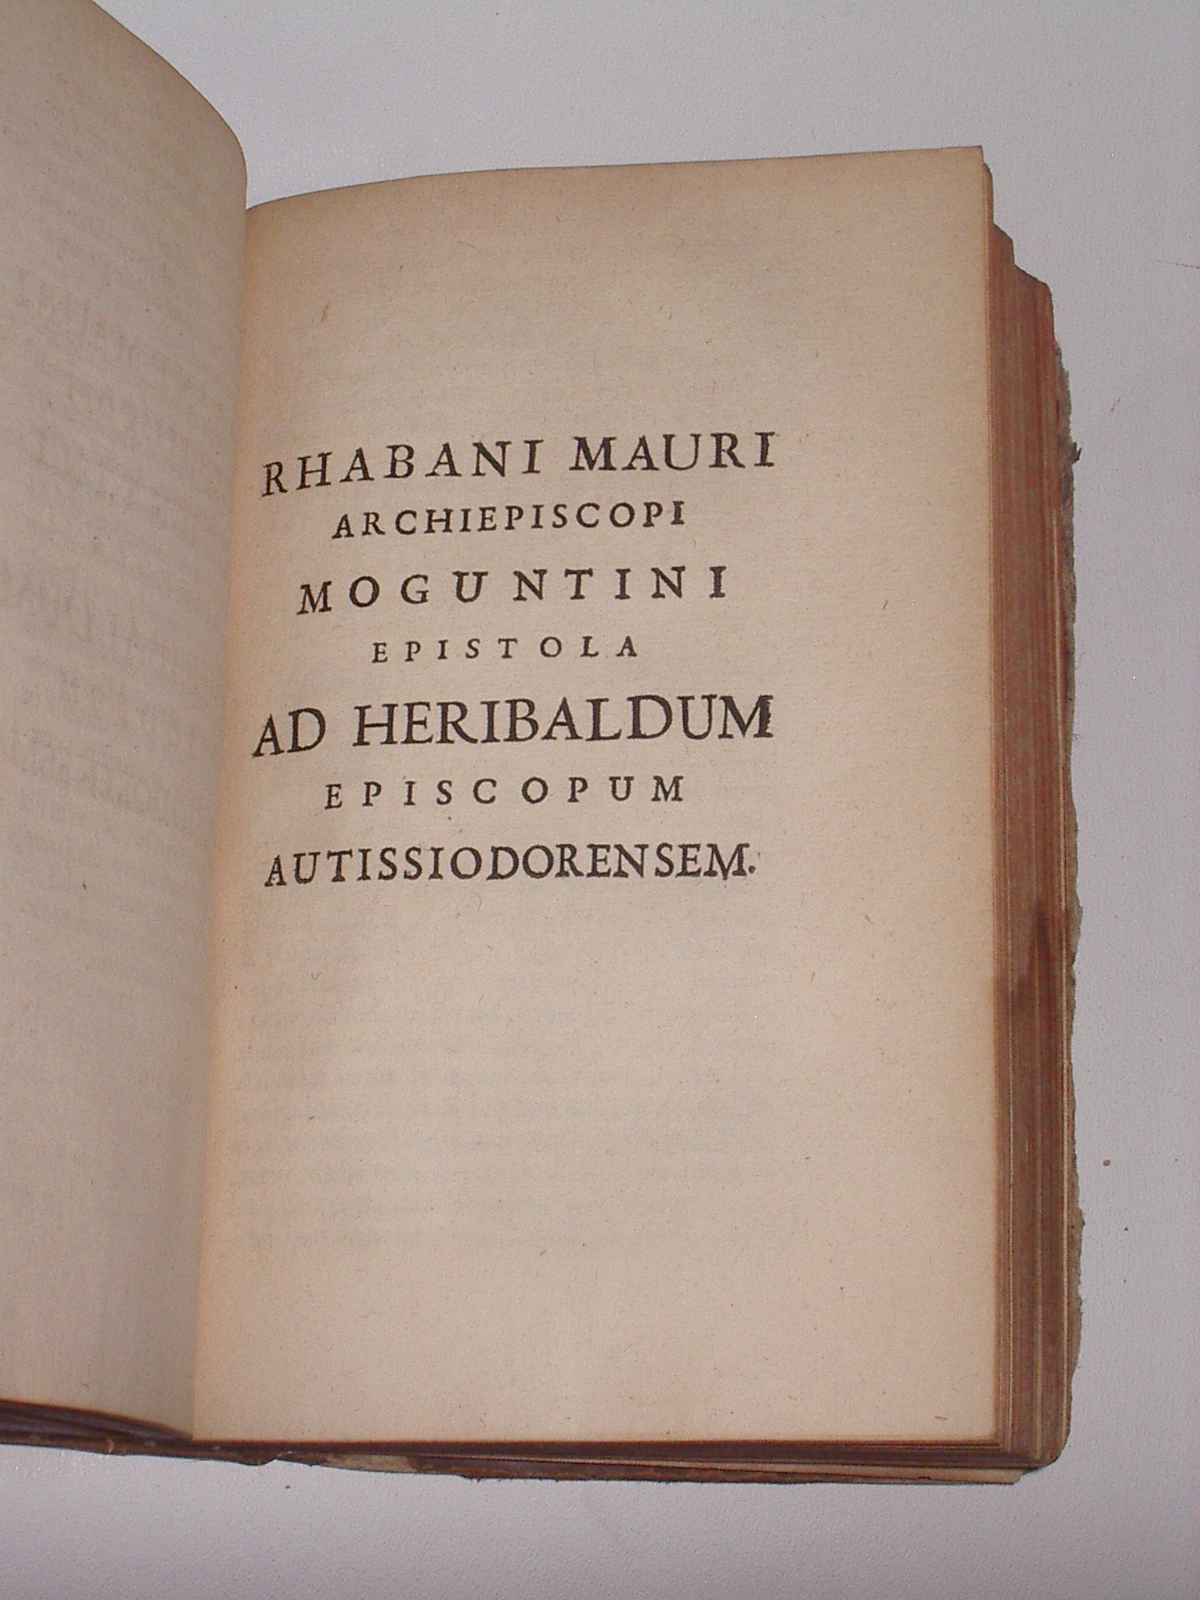 RHABANI MAURI
ARCHIEPISCOPI
MOGUNTINI
EPISTOLA
AD HERIBALDUM
EPISCOPUM
AUTISSIODORENSEM.